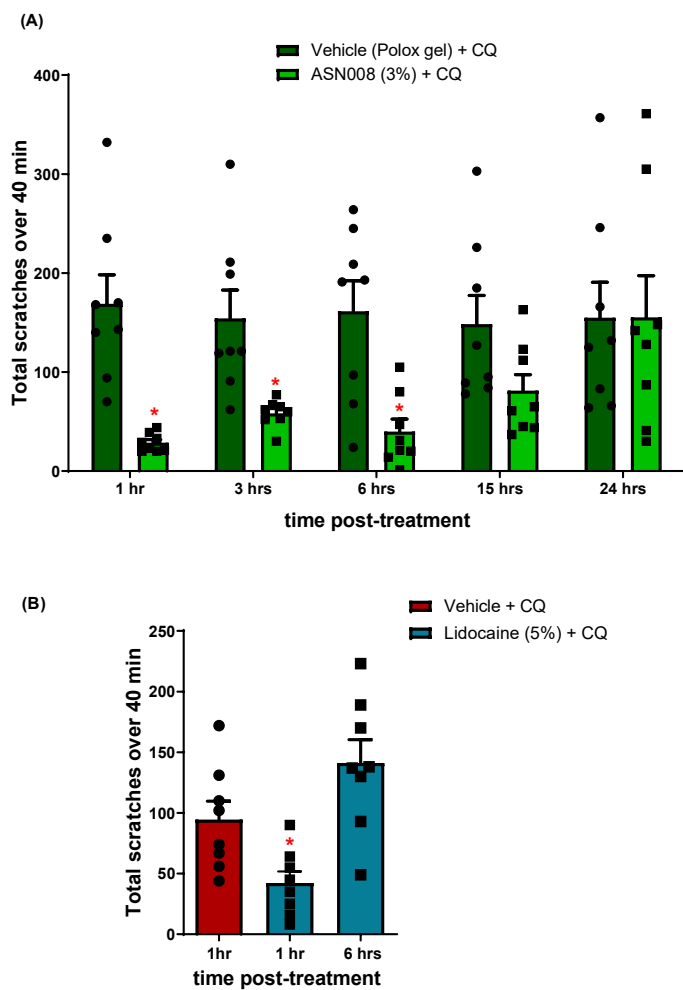 (A)
Vehicle (Polox gel) + CQ
ASN008 (3%) + CQ
Total scratches over 40 min
400
300
200
100
0
*
*
*
1 hr
3 hrs
6 hrs
15 hrs
24 hrs
time post-treatment
(B)
Vehicle + CQ
Lidocaine (5%) + CQ
Total scratches over 40 min
250
200
150
100
50
0
*
1hr
1 hr
6 hrs
time post-treatment